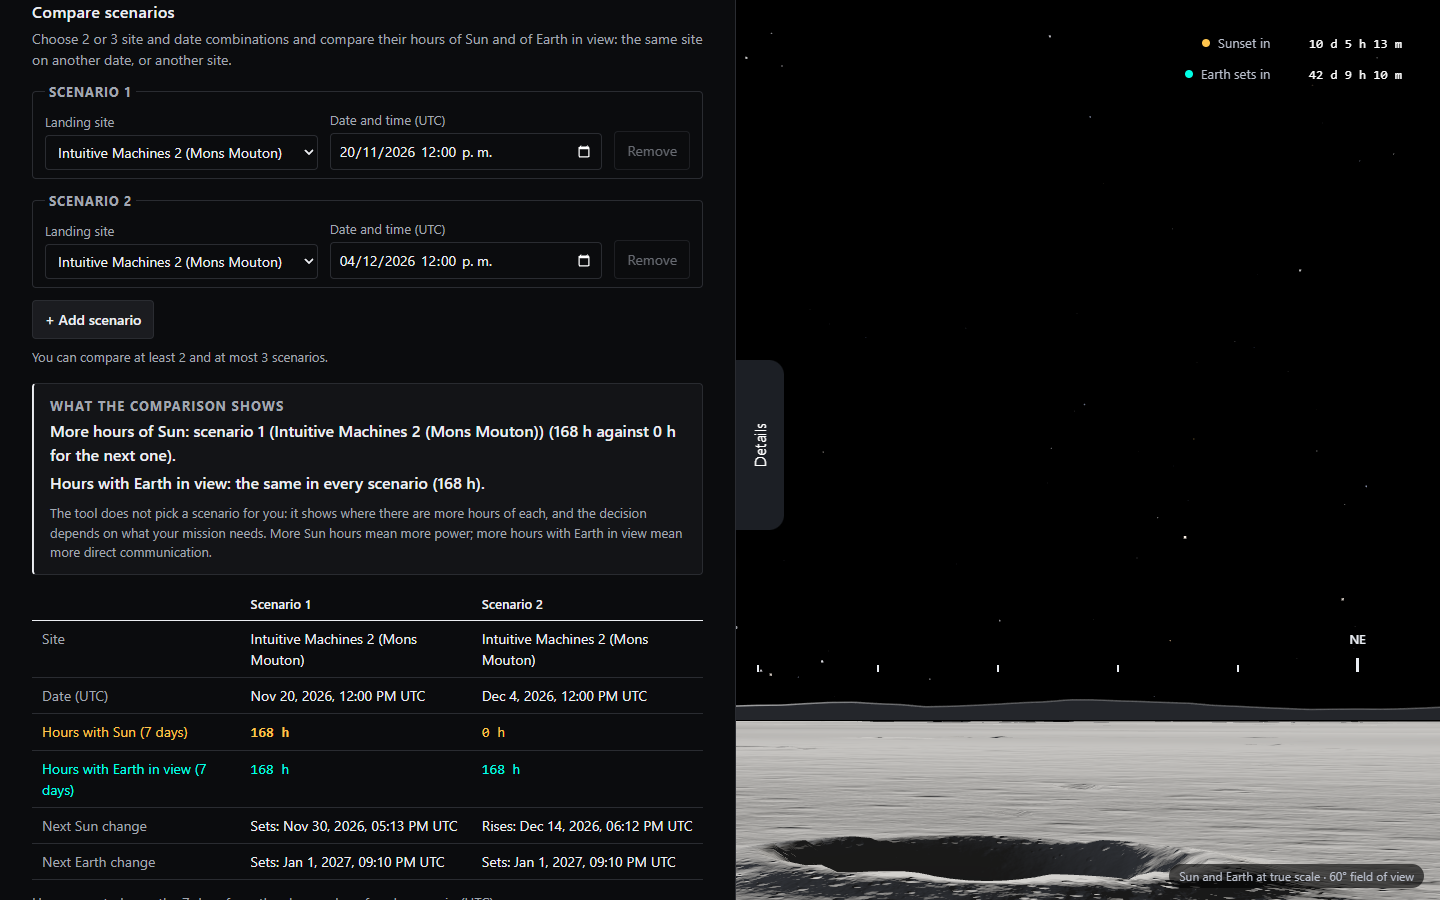 Compare scenarios
Choose 2 or 3 site and date combinations and compare their hours of Sun and of Earth in view: the same site
on another date, or another site.
SCENARIO 1
Landing site
Date and time (UTC)
Intuitive Machines 2 (Mons Mouton)
20/11/2026 12:00 p. m.
Remove
SCENARIO 2
Landing site
Date and time (UTC)
Intuitive Machines 2 (Mons Mouton)
04/12/2026 12:00 p. m.
Remove
+ Add scenario
You can compare at least 2 and at most 3 scenarios.
WHAT THE COMPARISON SHOWS
More hours of Sun: scenario 1 (Intuitive Machines 2 (Mons Mouton)) (168 h against 0 h
for the next one).
Hours with Earth in view: the same in every scenario (168 h).
The tool does not pick a scenario for you: it shows where there are more hours of each, and the decision
depends on what your mission needs. More Sun hours mean more power; more hours with Earth in view mean
more direct communication.
Scenario 1 Scenario 2
Site Intuitive Machines 2 (Mons Mouton) Intuitive Machines 2 (Mons Mouton)
Date (UTC) Nov 20, 2026, 12:00 PM UTC Dec 4, 2026, 12:00 PM UTC
Hours with Sun (7 days) 168 h 0 h
Hours with Earth in view (7 days) 168 h 168 h
Next Sun change Sets: Nov 30, 2026, 05:13 PM UTC Rises: Dec 14, 2026, 06:12 PM UTC
Next Earth change Sets: Jan 1, 2027, 09:10 PM UTC Sets: Jan 1, 2027, 09:10 PM UTC
Sunset in 10 d 5 h 13 m
Earth sets in 42 d 9 h 10 m
Details
NE
Sun and Earth at true scale · 60° field of view